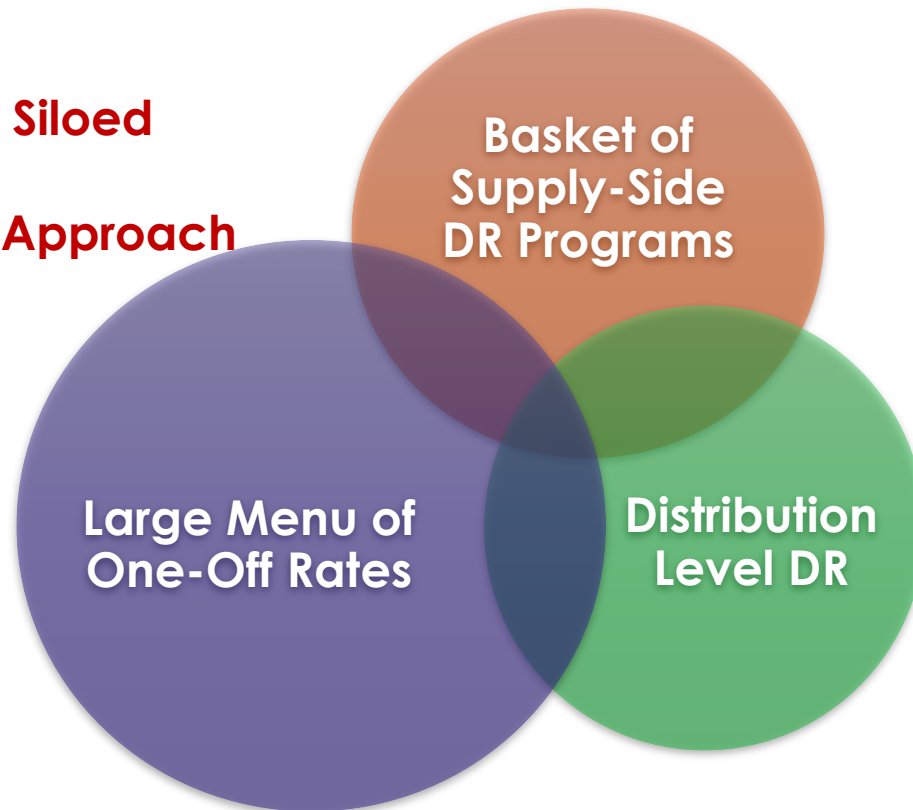 Siloed
Approach
Basket of
Supply-Side
DR Programs
Large Menu of
One-Off Rates
Distribution
Level DR